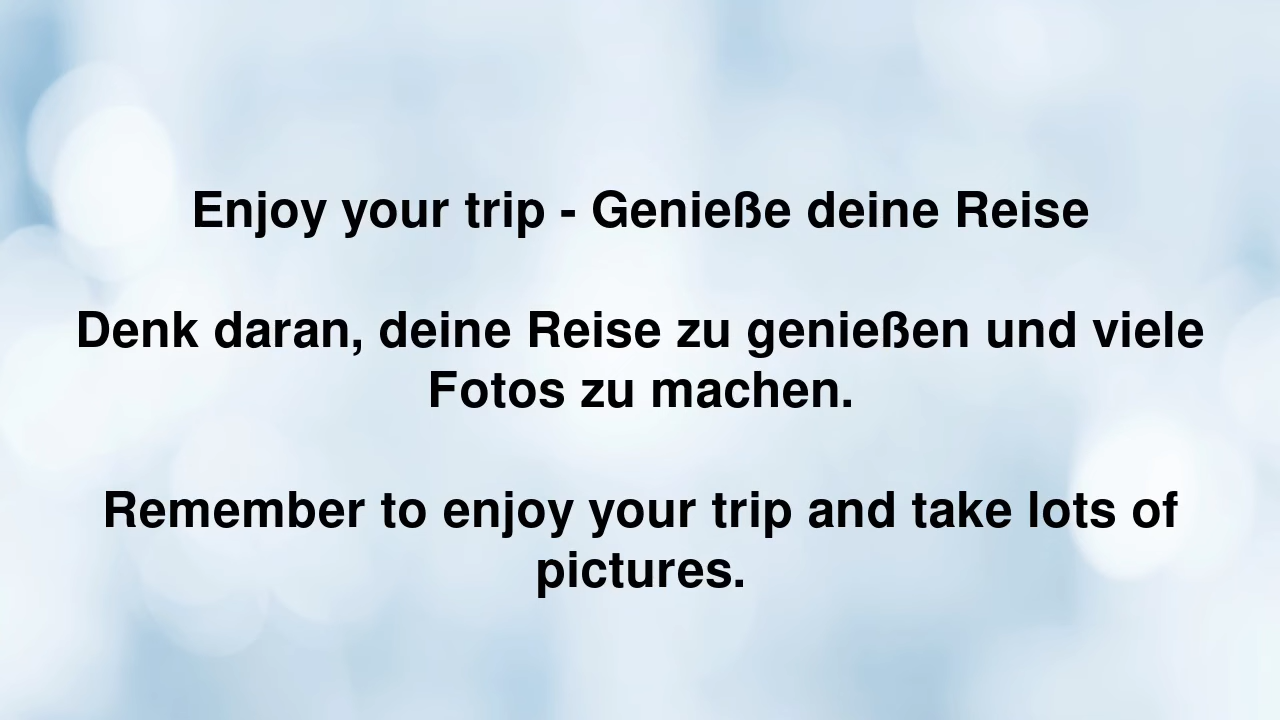 Enjoy your trip - Genieße deine Reise
Denk daran, deine Reise zu genießen und viele
Fotos zu machen.
Remember to enjoy your trip and take lots of
pictures.